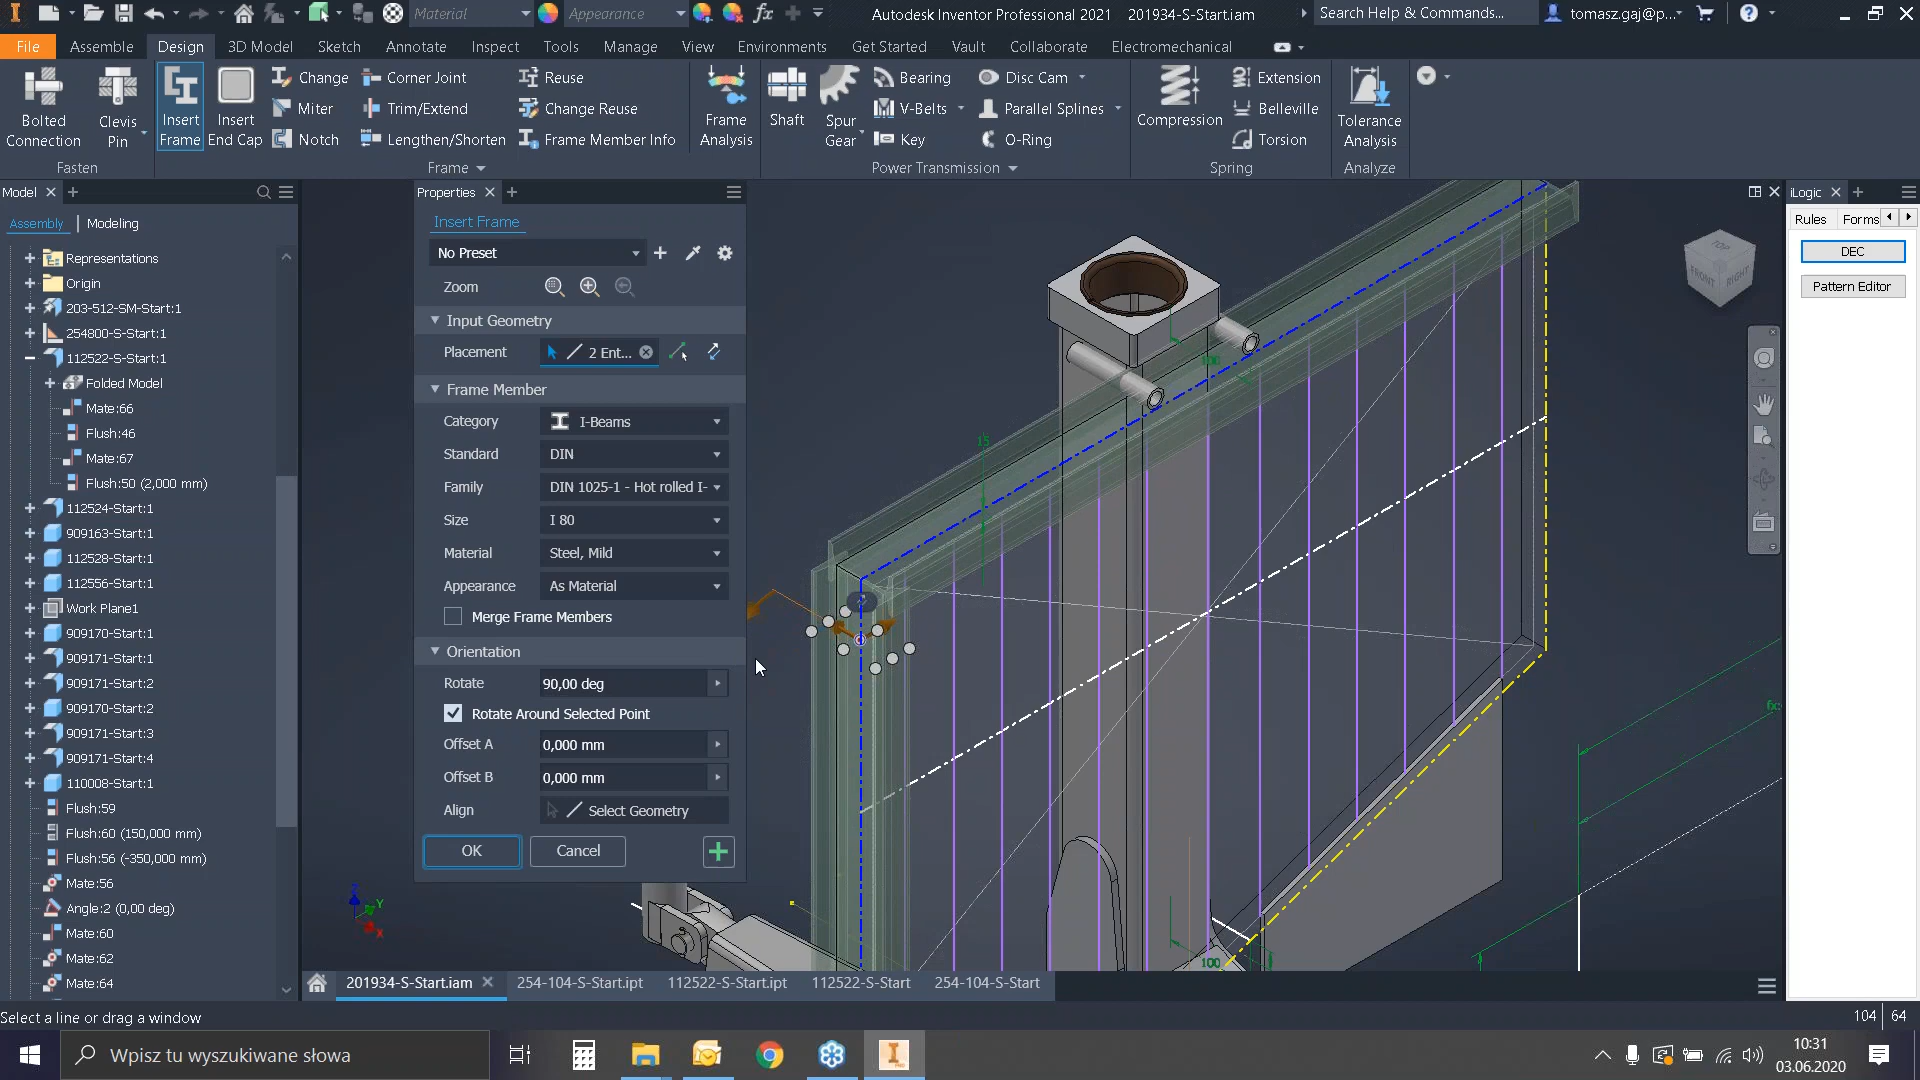 Material
Appearance
Autodesk Inventor Professional 2021 201934-S-Start.iam
Search Help & Commands...
tomasz.gaj@p...
File Assemble Design 3D Model Sketch Annotate Inspect Tools Manage View Environments Get Started Vault Collaborate Electromechanical
Bolted Connection
Clevis Pin
Insert Frame
Insert End Cap
Change
Miter
Notch
Corner Joint
Trim/Extend
Lengthen/Shorten
Reuse
Change Reuse
Frame Member Info
Frame Analysis
Shaft
Spur Gear
Bearing
V-Belts
Key
Disc Cam
Parallel Splines
O-Ring
Compression
Extension
Belleville
Torsion
Tolerance Analysis
Fasten
Frame
Power Transmission
Spring
Analyze
Model
Assembly Modeling
Representations
Origin
203-512-SM-Start:1
254800-S-Start:1
112522-S-Start:1
Folded Model
Mate:66
Flush:46
Mate:67
Flush:50 (2,000 mm)
112524-Start:1
909163-Start:1
112528-Start:1
112556-Start:1
Work Plane1
909170-Start:1
909171-Start:1
909171-Start:2
909170-Start:2
909171-Start:3
909171-Start:4
110008-Start:1
Flush:59
Flush:60 (150,000 mm)
Flush:56 (-350,000 mm)
Mate:56
Angle:2 (0,00 deg)
Mate:60
Mate:62
Mate:64
Properties
Insert Frame
No Preset
Zoom
Input Geometry
Placement 2 Ent...
Frame Member
Category I-Beams
Standard DIN
Family DIN 1025-1 - Hot rolled I-
Size I 80
Material Steel, Mild
Appearance As Material
Merge Frame Members
Orientation
Rotate 90,00 deg
Rotate Around Selected Point
Offset A 0,000 mm
Offset B 0,000 mm
Align Select Geometry
OK Cancel
TOP
FRONT
RIGHT
15
100
100
fx:
Z
Y
X
iLogic
Rules Forms
DEC
Pattern Editor
201934-S-Start.iam 254-104-S-Start.ipt 112522-S-Start.ipt 112522-S-Start 254-104-S-Start
Select a line or drag a window
104 64
Wpisz tu wyszukiwane słowa
10:31
03.06.2020